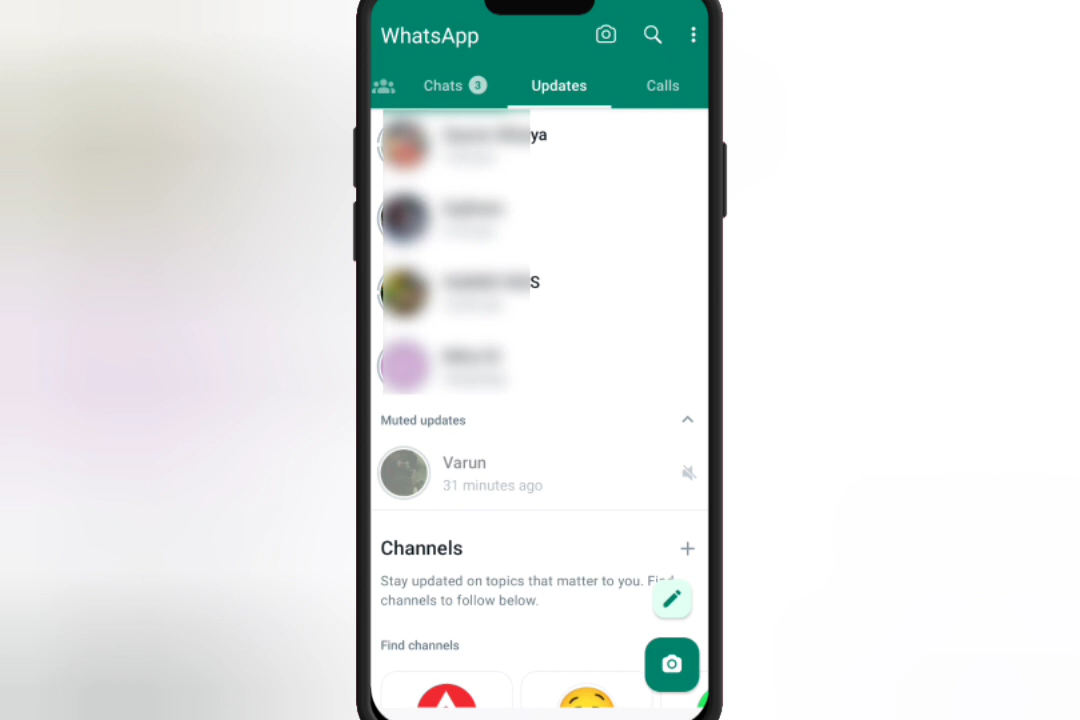 WhatsApp
Chats 3
Updates
Calls
ya
S
Muted updates
Varun
31 minutes ago
Channels
Stay updated on topics that matter to you. Find
channels to follow below.
Find channels